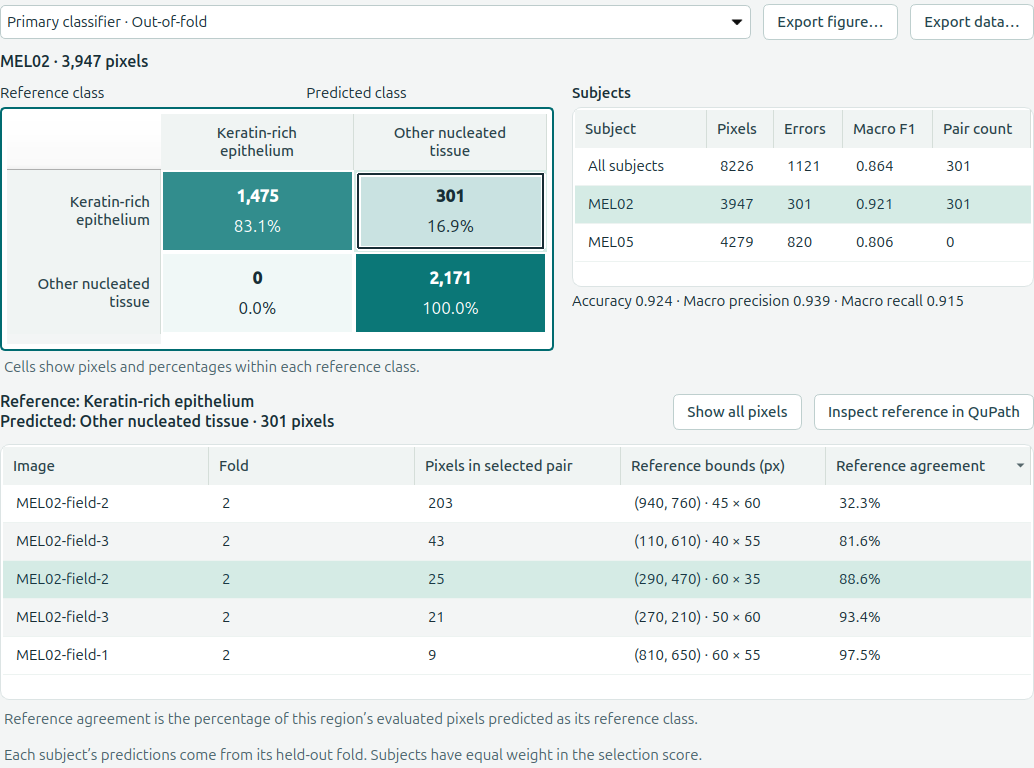 Primary classifier · Out-of-fold
Export figure…
Export data…
MEL02 · 3,947 pixels
Reference class
Predicted class
Keratin-rich
epithelium
Other nucleated
tissue
Keratin-rich
epithelium
1,475
83.1%
301
16.9%
Other nucleated
tissue
0
0.0%
2,171
100.0%
Cells show pixels and percentages within each reference class.
Subjects
Subject Pixels Errors Macro F1 Pair count
All subjects 8226 1121 0.864 301
MEL02 3947 301 0.921 301
MEL05 4279 820 0.806 0
Accuracy 0.924 · Macro precision 0.939 · Macro recall 0.915
Reference: Keratin-rich epithelium
Predicted: Other nucleated tissue · 301 pixels
Show all pixels
Inspect reference in QuPath
Image Fold Pixels in selected pair Reference bounds (px) Reference agreement
MEL02-field-2 2 203 (940, 760) · 45 × 60 32.3%
MEL02-field-3 2 43 (110, 610) · 40 × 55 81.6%
MEL02-field-2 2 25 (290, 470) · 60 × 35 88.6%
MEL02-field-3 2 21 (270, 210) · 50 × 60 93.4%
MEL02-field-1 2 9 (810, 650) · 60 × 55 97.5%
Reference agreement is the percentage of this region’s evaluated pixels predicted as its reference class.
Each subject’s predictions come from its held-out fold. Subjects have equal weight in the selection score.